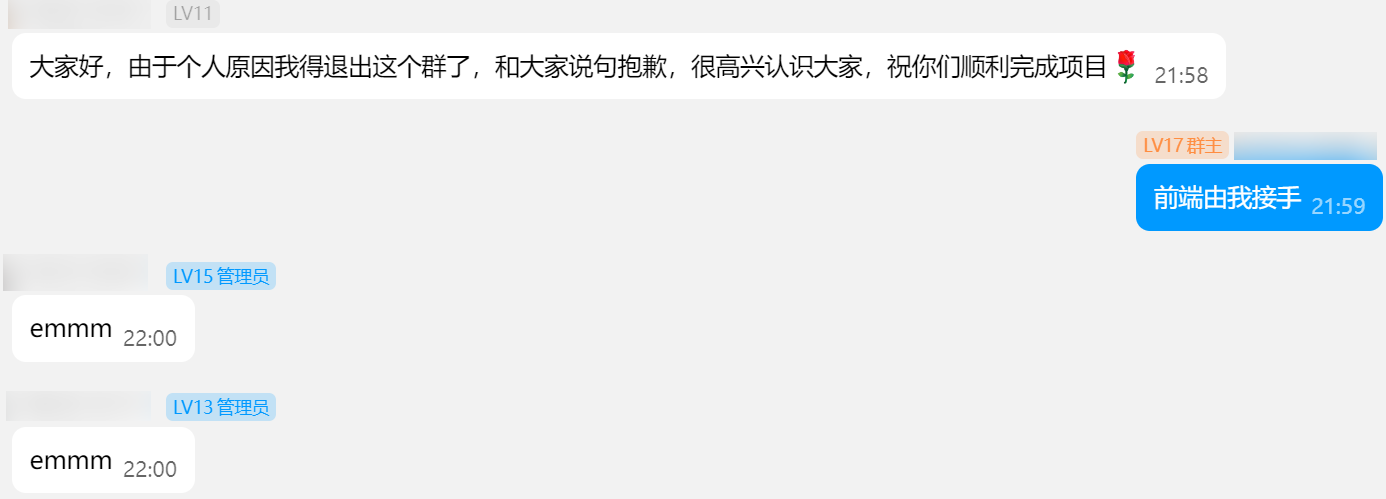 LV11
大家好，由于个人原因我得退出这个群了，和大家说句抱歉，很高兴认识大家，祝你们顺利完成项目🌹 21:58
LV17 群主
前端由我接手 21:59
LV15 管理员
emmm 22:00
LV13 管理员
emmm 22:00